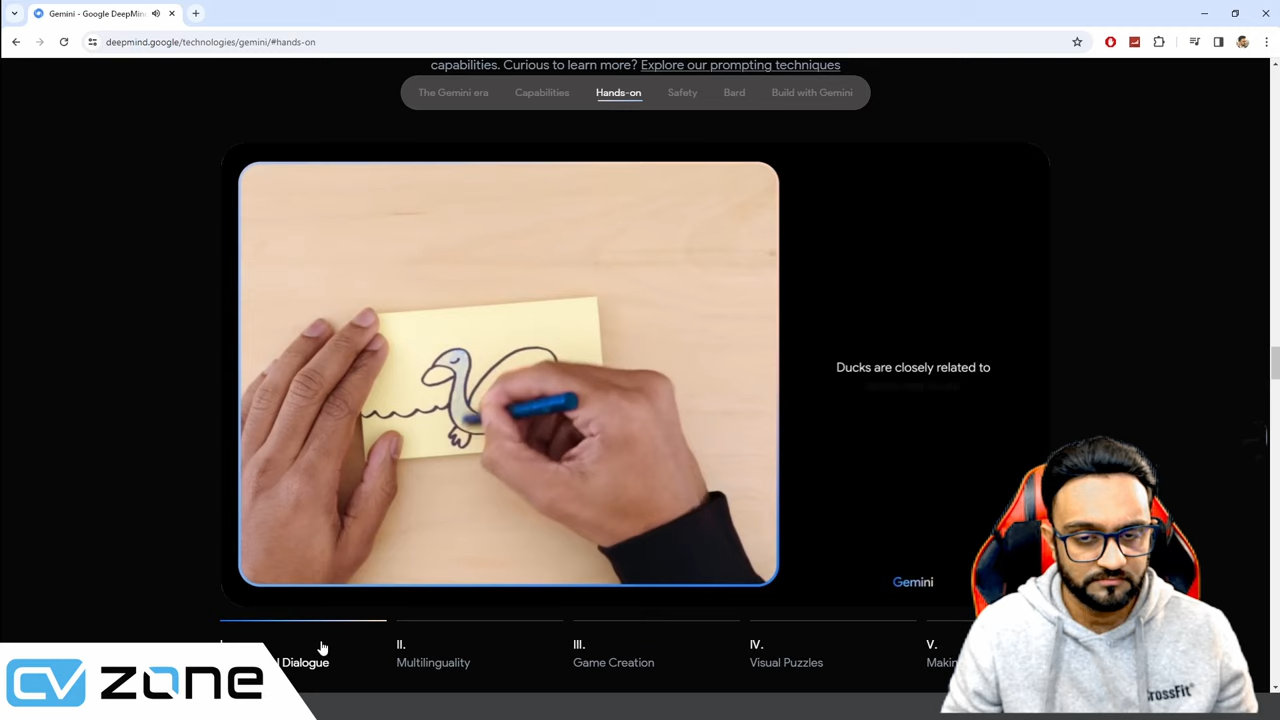 Gemini - Google DeepMin
deepmind.google/technologies/gemini/#hands-on
capabilities. Curious to learn more? Explore our prompting techniques
The Gemini era
Capabilities
Hands-on
Safety
Bard
Build with Gemini
Ducks are closely related to
Gemini
II.
III.
IV.
V.
Dialogue
Multilinguality
Game Creation
Visual Puzzles
CV ZONE
CrossFit